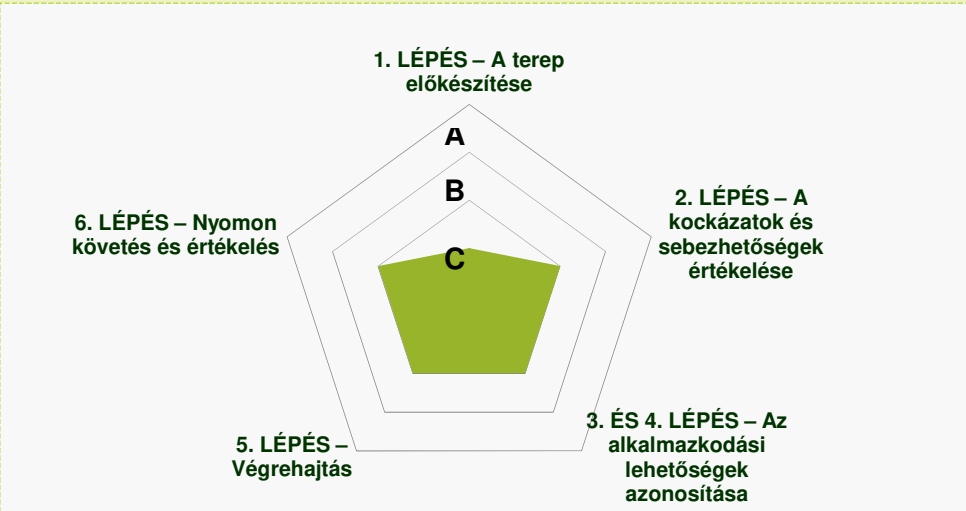 1. LÉPÉS – A terep
előkészítése
A
B
C
2. LÉPÉS – A
kockázatok és
sebezhetőségek
értékelése
6. LÉPÉS – Nyomon
követés és értékelés
3. ÉS 4. LÉPÉS – Az
alkalmazkodási
lehetőségek
azonosítása
5. LÉPÉS –
Végrehajtás